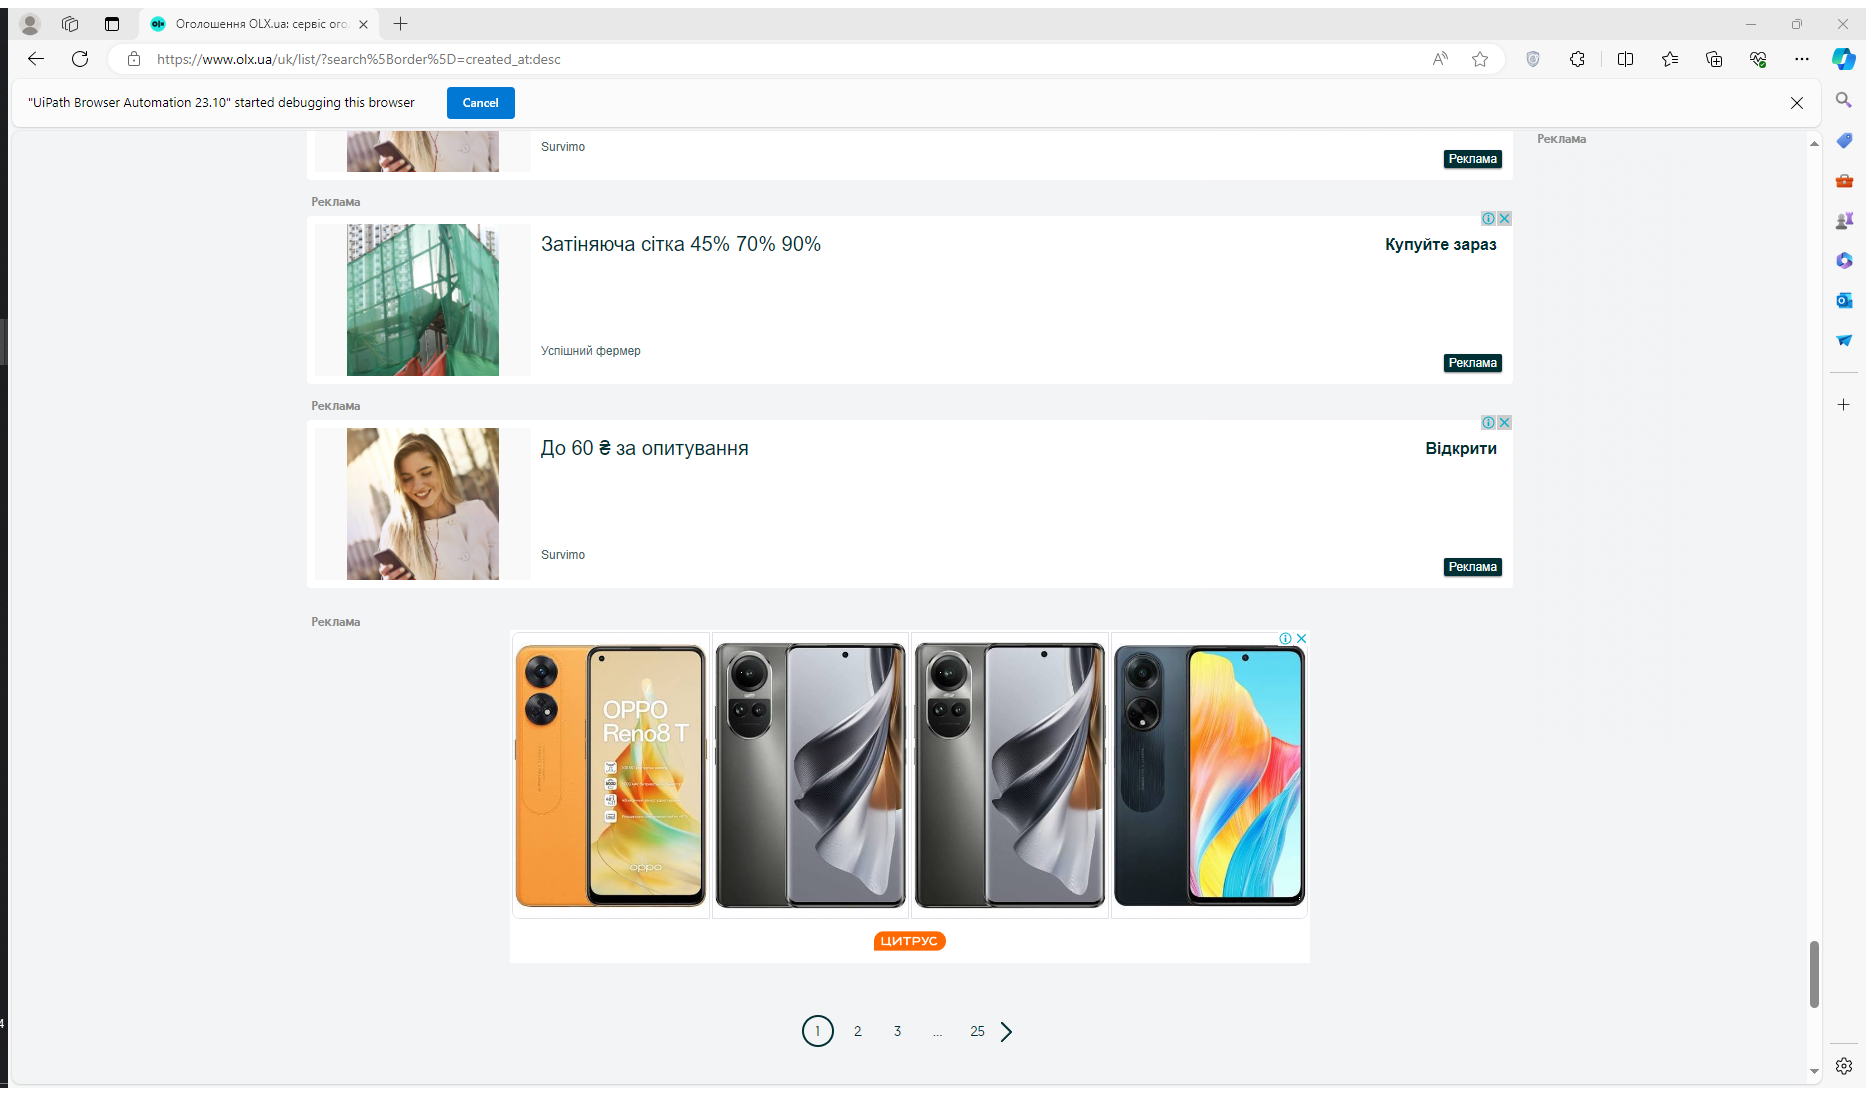 Оголошення OLX.ua: сервіс ого
https://www.olx.ua/uk/list/?search%5Border%5D=created_at:desc
"UiPath Browser Automation 23.10" started debugging this browser
Cancel
Реклама
Survimo
Реклама
Реклама
Затіняюча сітка 45% 70% 90%
Купуйте зараз
Успішний фермер
Реклама
Реклама
До 60 ₴ за опитування
Відкрити
Survimo
Реклама
Реклама
OPPO
Reno8 T
oppo
ЦИТРУС
4
1 2 3 ... 25